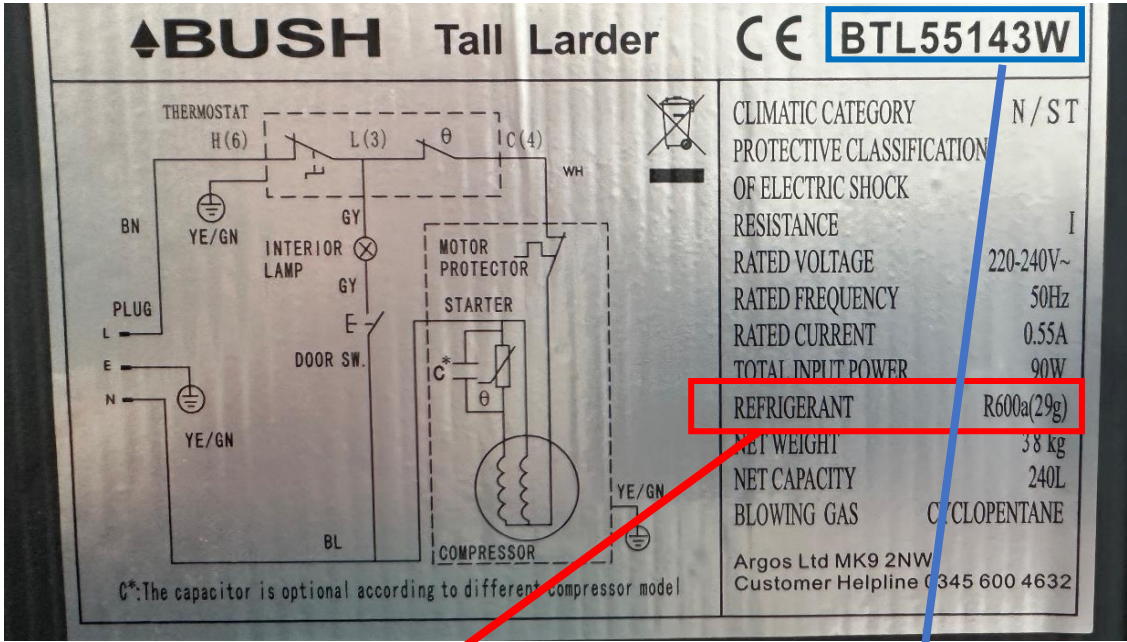 BUSH Tall Larder CE BTL55143W
THERMOSTAT
H(6) L(3) θ C(4)
WH
BN
YE/GN
GY
INTERIOR
LAMP
GY
MOTOR
PROTECTOR
PLUG
L
E
N
STARTER
E
DOOR SW.
C*
θ
YE/GN
YE/GN
BL
COMPRESSOR
C*:The capacitor is optional according to different compressor model
CLIMATIC CATEGORY N/ST
PROTECTIVE CLASSIFICATION
OF ELECTRIC SHOCK
RESISTANCE I
RATED VOLTAGE 220-240V~
RATED FREQUENCY 50Hz
RATED CURRENT 0.55A
TOTAL INPUT POWER 90W
REFRIGERANT R600a(29g)
NET WEIGHT 38 kg
NET CAPACITY 240L
BLOWING GAS CYCLOPENTANE
Argos Ltd MK9 2NW
Customer Helpline 0345 600 4632